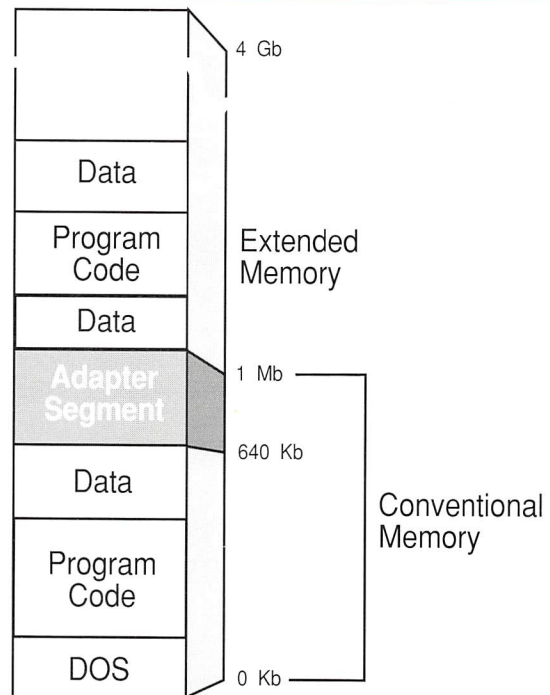 4 Gb
Data
Program
Code
Extended
Memory
Data
Adapter
Segment
1 Mb
640 Kb
Data
Conventional
Memory
Program
Code
DOS
0 Kb